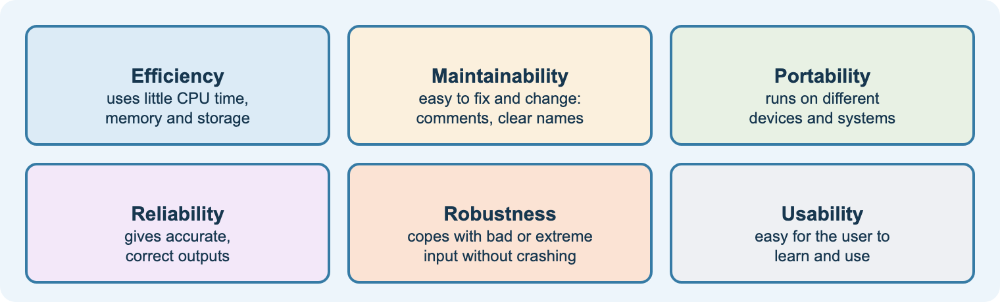 Efficiency
uses little CPU time,
memory and storage
Maintainability
easy to fix and change:
comments, clear names
Portability
runs on different
devices and systems
Reliability
gives accurate,
correct outputs
Robustness
copes with bad or extreme
input without crashing
Usability
easy for the user to
learn and use